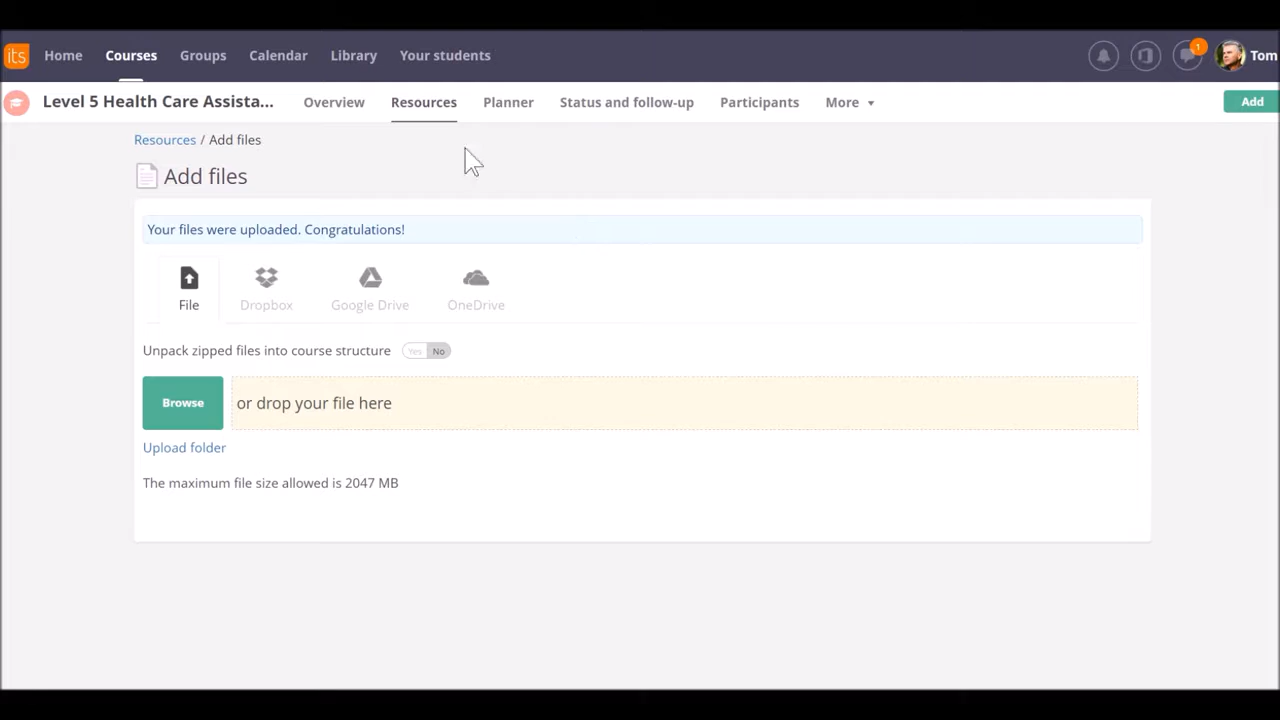 its Home Courses Groups Calendar Library Your students 1 Tom
Level 5 Health Care Assista... Overview Resources Planner Status and follow-up Participants More Add
Resources / Add files
Add files
Your files were uploaded. Congratulations!
File Dropbox Google Drive OneDrive
Unpack zipped files into course structure Yes No
Browse or drop your file here
Upload folder
The maximum file size allowed is 2047 MB